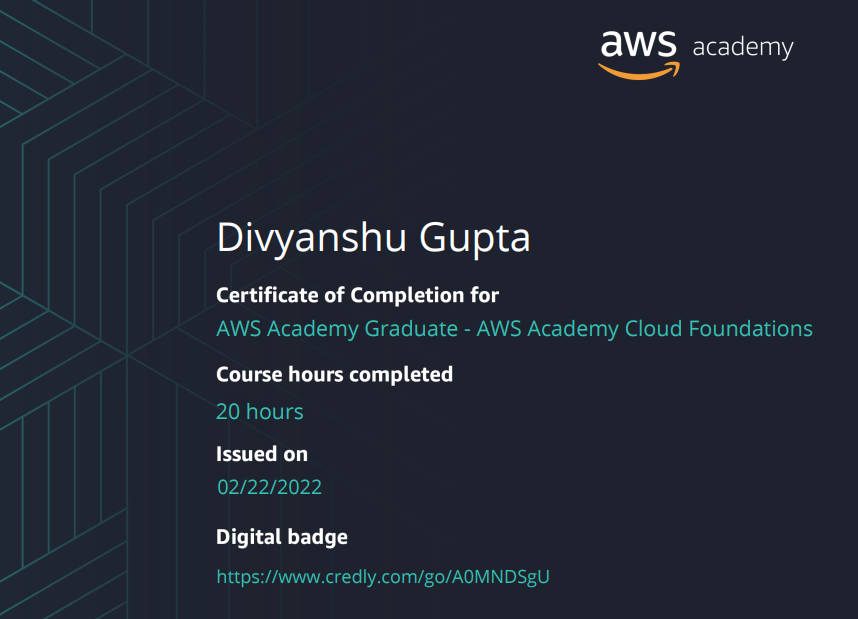 aws academy
Divyanshu Gupta
Certificate of Completion for
AWS Academy Graduate - AWS Academy Cloud Foundations
Course hours completed
20 hours
Issued on
02/22/2022
Digital badge
https://www.credly.com/go/A0MNDSgU